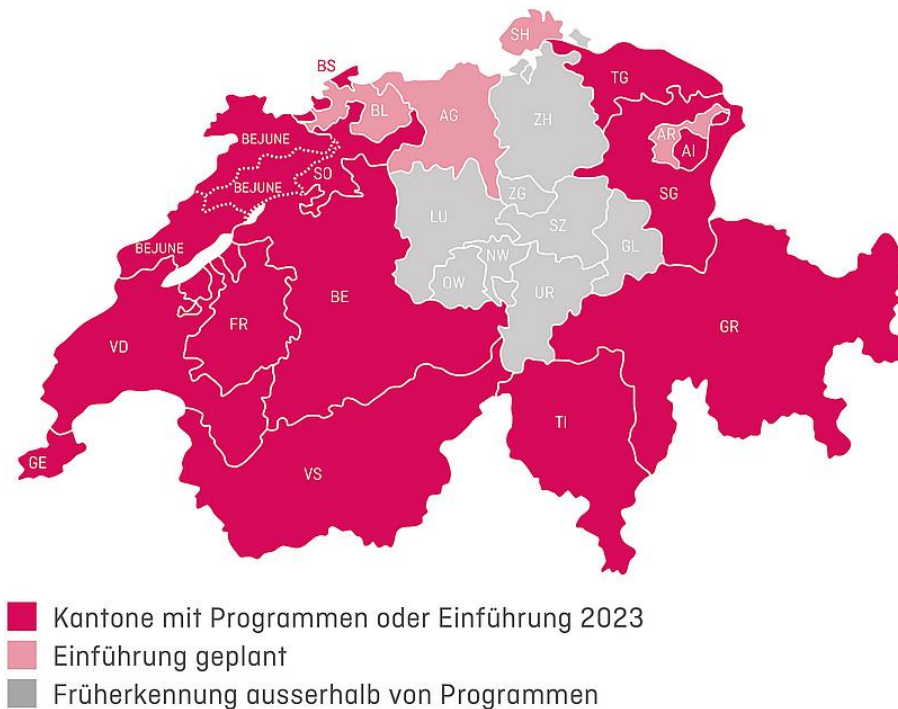 SH
BS
TG
BL
AG
ZH
BEJUNE
AR
AI
SO
BEJUNE
ZG
SG
LU
SZ
BEJUNE
NW
GL
OW
UR
BE
FR
GR
VD
TI
GE
VS
Kantone mit Programmen oder Einführung 2023
Einführung geplant
Früherkennung ausserhalb von Programmen